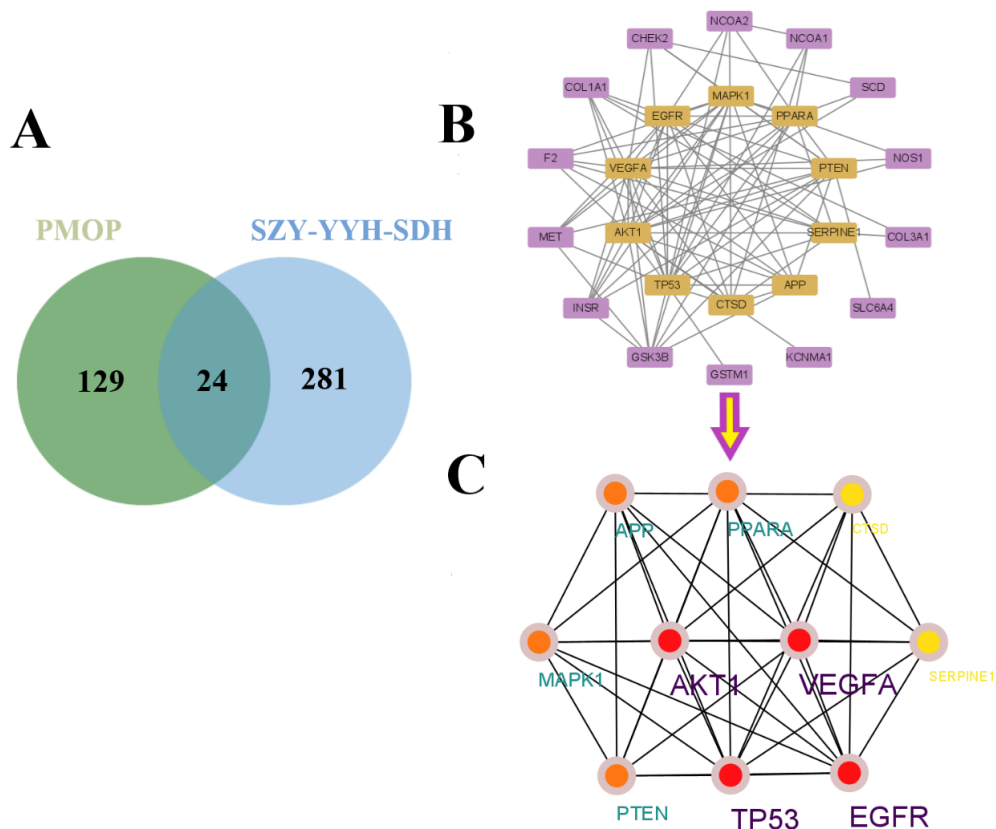 A
PMOP
SZY-YYH-SDH
129
24
281
B
NCOA2
CHEK2
NCOA1
COL1A1
SCD
MAPK1
EGFR
PPARA
F2
NOS1
VEGFA
PTEN
MET
AKT1
SERPINE1
COL3A1
TP53
APP
CTSD
INSR
SLC6A4
GSK3B
KCNMA1
GSTM1
C
APP
PPARA
CTSD
MAPK1
AKT1
VEGFA
SERPINE1
PTEN
TP53
EGFR